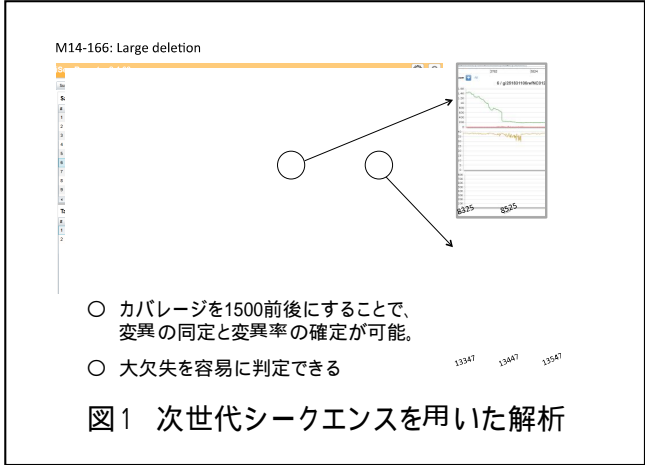 M14-166: Large deletion
8325
8525
○ カバレージを1500前後にすることで、
変異の同定と変異率の確定が可能。
○ 大欠失を容易に判定できる
13347
13447
13547
図1 次世代シークエンスを用いた解析